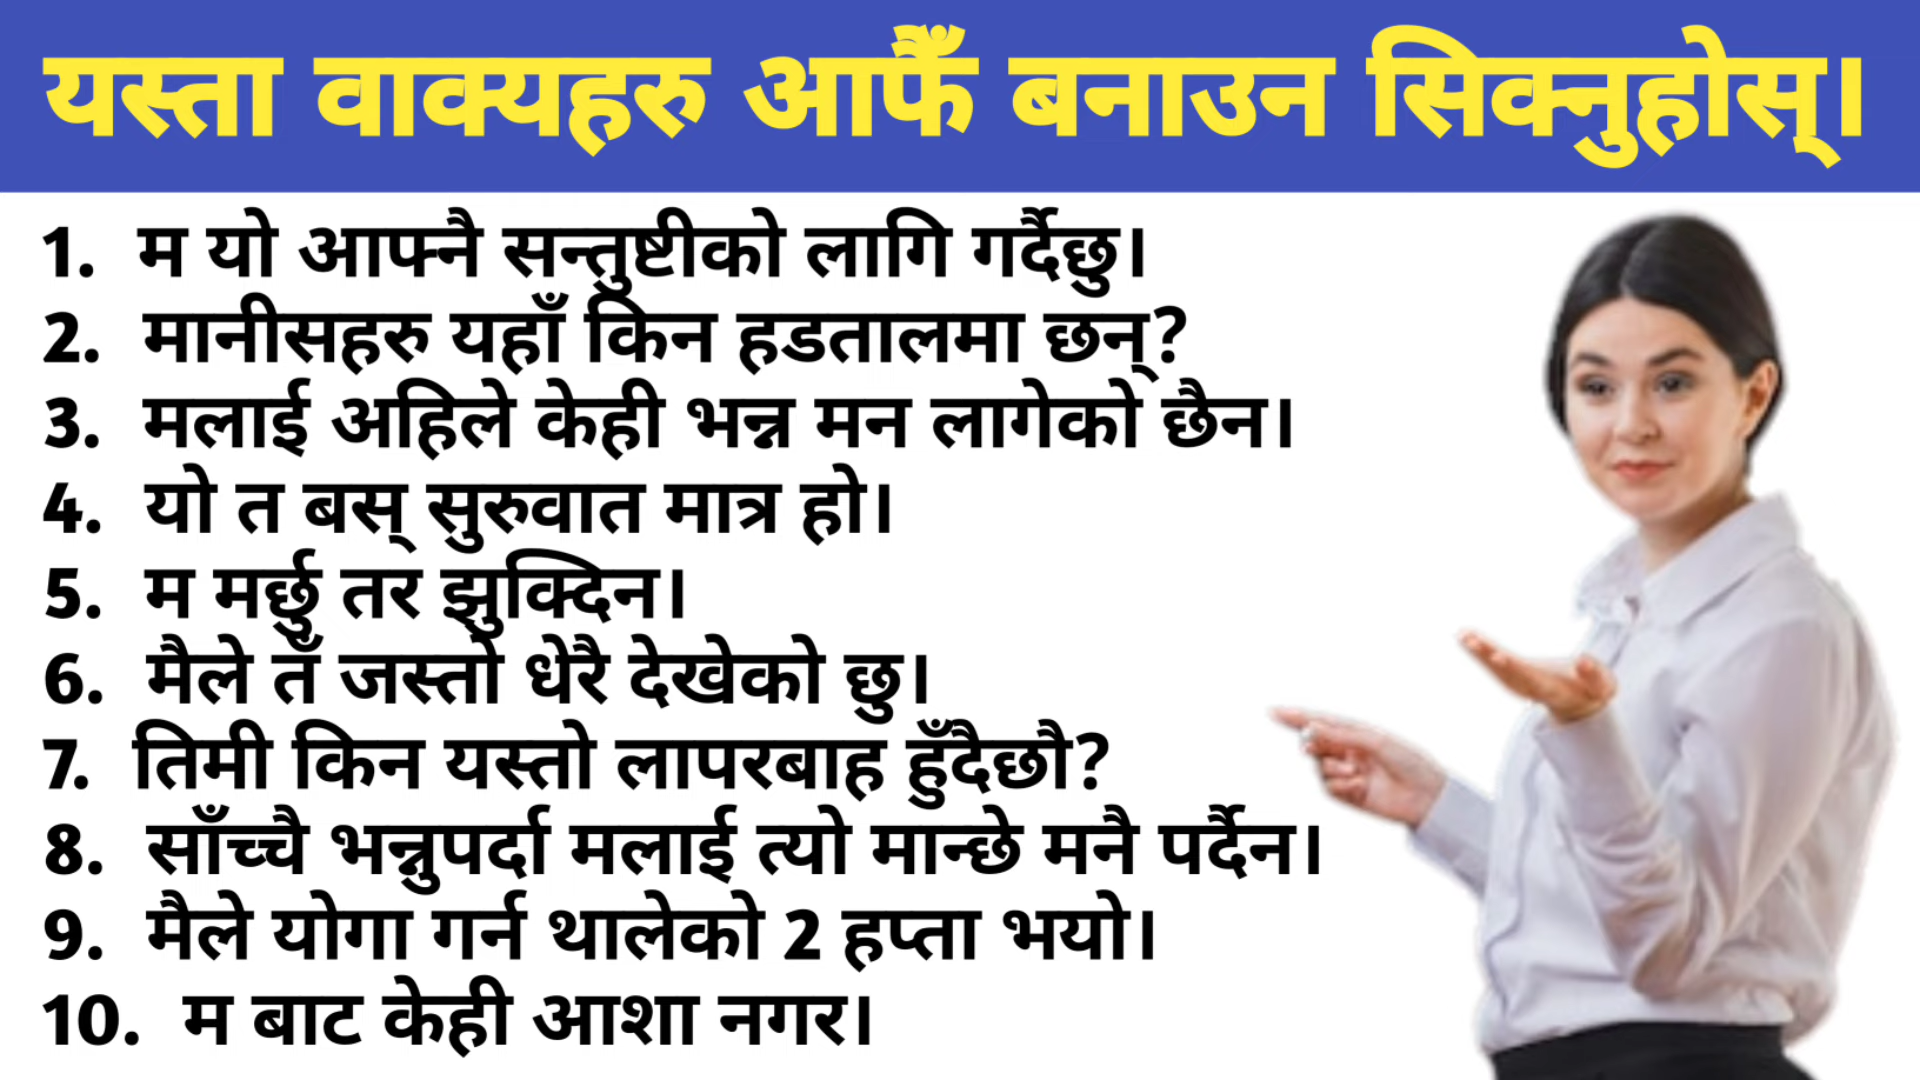 यस्ता वाक्यहरु आफैँ बनाउन सिक्नुहोस्।
1. म यो आफ्नै सन्तुष्टीको लागि गर्दैछु।
2. मानीसहरु यहाँ किन हडतालमा छन्?
3. मलाई अहिले केही भन्न मन लागेको छैन।
4. यो त बस् सुरुवात मात्र हो।
5. म मर्छु तर झुक्दिन।
6. मैले तँ जस्तो धेरै देखेको छु।
7. तिमी किन यस्तो लापरबाह हुँदैछौ?
8. साँच्चै भन्नुपर्दा मलाई त्यो मान्छे मनै पर्दैन।
9. मैले योगा गर्न थालेको 2 हप्ता भयो।
10. म बाट केही आशा नगर।